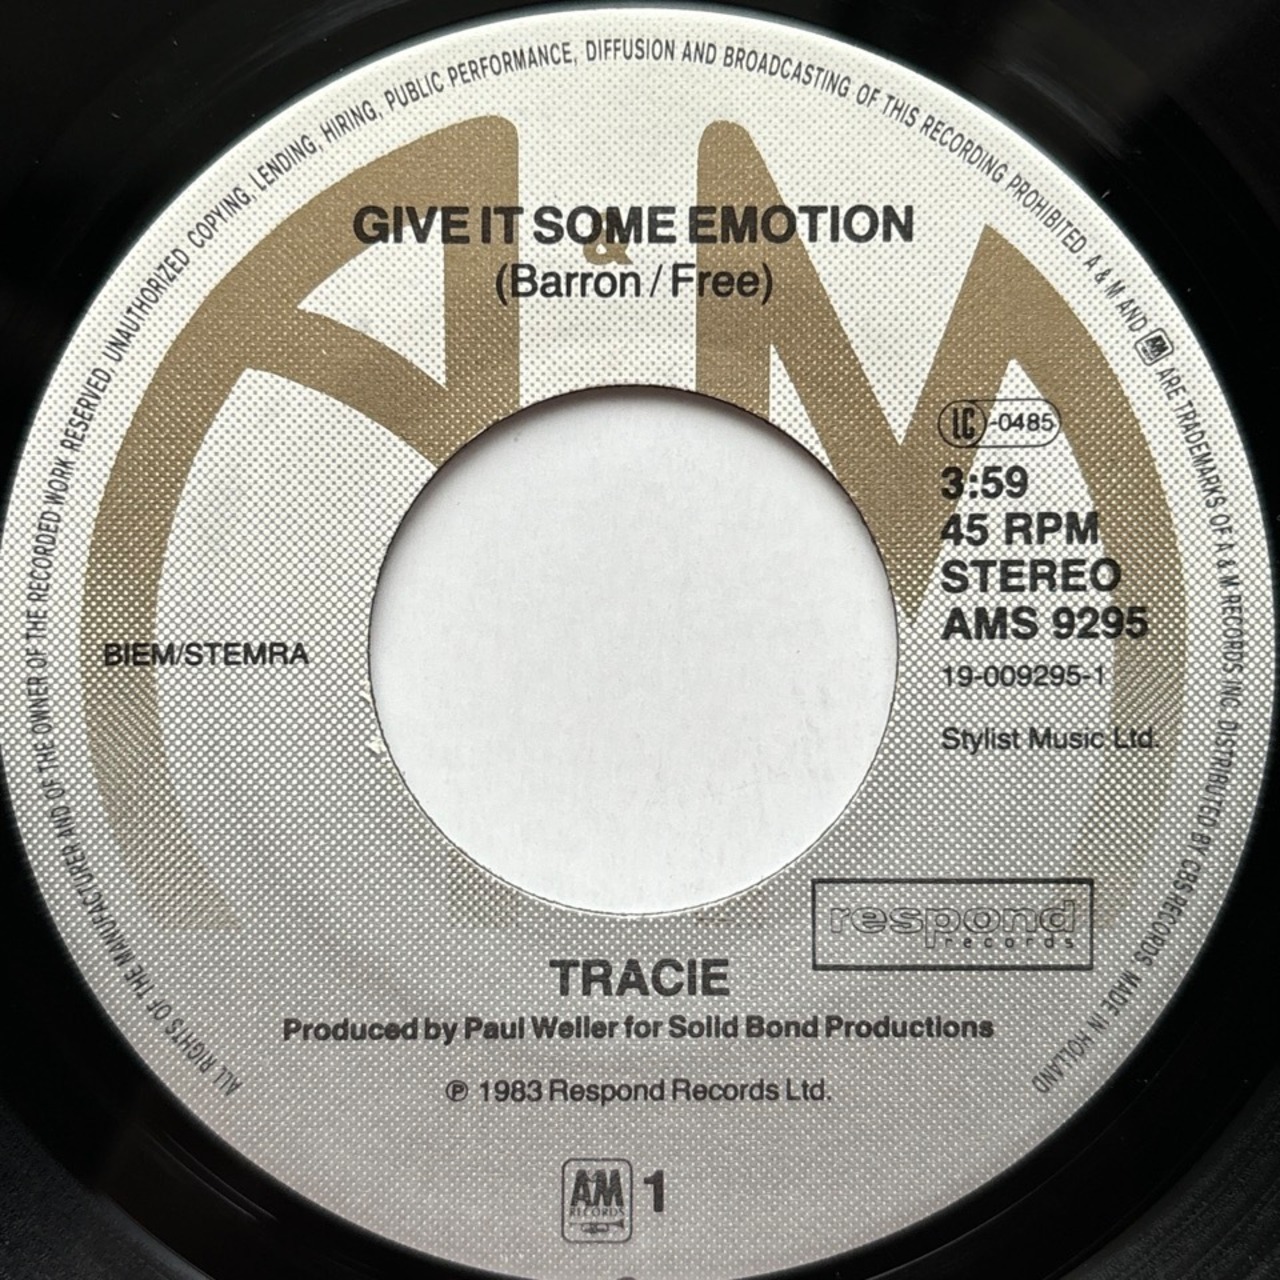 ALL RIGHTS OF THE MANUFACTURER AND OF THE OWNER OF THE RECORDED WORK RESERVED UNAUTHORIZED COPYING, LENDING, HIRING, PUBLIC PERFORMANCE, DIFFUSION AND BROADCASTING OF THIS RECORDING PROHIBITED A & M AND AM ARE TRADEMARKS OF A & M RECORDS INC. DISTRIBUTED BY CBS RECORDS. MADE IN HOLLAND
A&M
GIVE IT SOME EMOTION
(Barron / Free)
LC-0485
3:59
45 RPM
STEREO
AMS 9295
BIEM/STEMRA
19-009295-1
Stylist Music Ltd.
respond
records
TRACIE
Produced by Paul Weller for Solid Bond Productions
℗ 1983 Respond Records Ltd.
AM 1
RECORDS